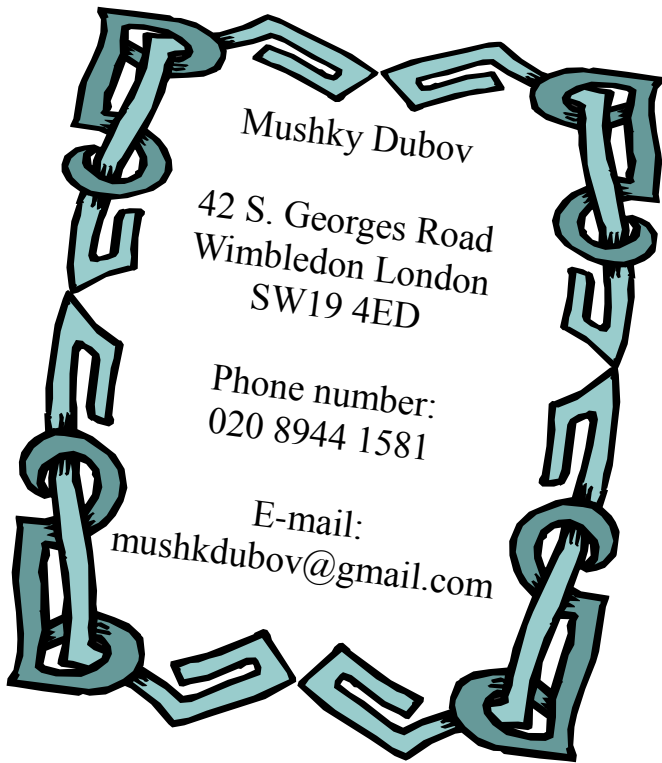 Mushky Dubov
42 S. Georges Road
Wimbledon London
SW19 4ED
Phone number:
020 8944 1581
E-mail:
mushkdubov@gmail.com